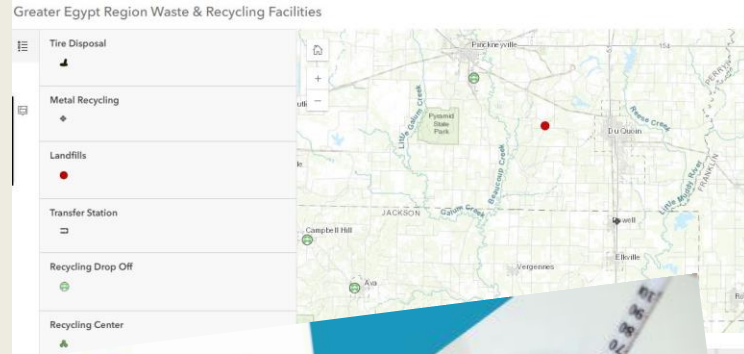 Greater Egypt Region Waste & Recycling Facilities
Tire Disposal
Metal Recycling
Landfills
Transfer Station
Recycling Drop Off
Recycling Center
Pinckneyville
154
PERRY
Little Galum Creek
Pyramid
State
Park
Reese Creek
Du Quoin
Beaucoup Creek
Little Muddy River
FRANKLIN
JACKSON
Galum Creek
Campbell Hill
Elkville
Vergennes
Ava